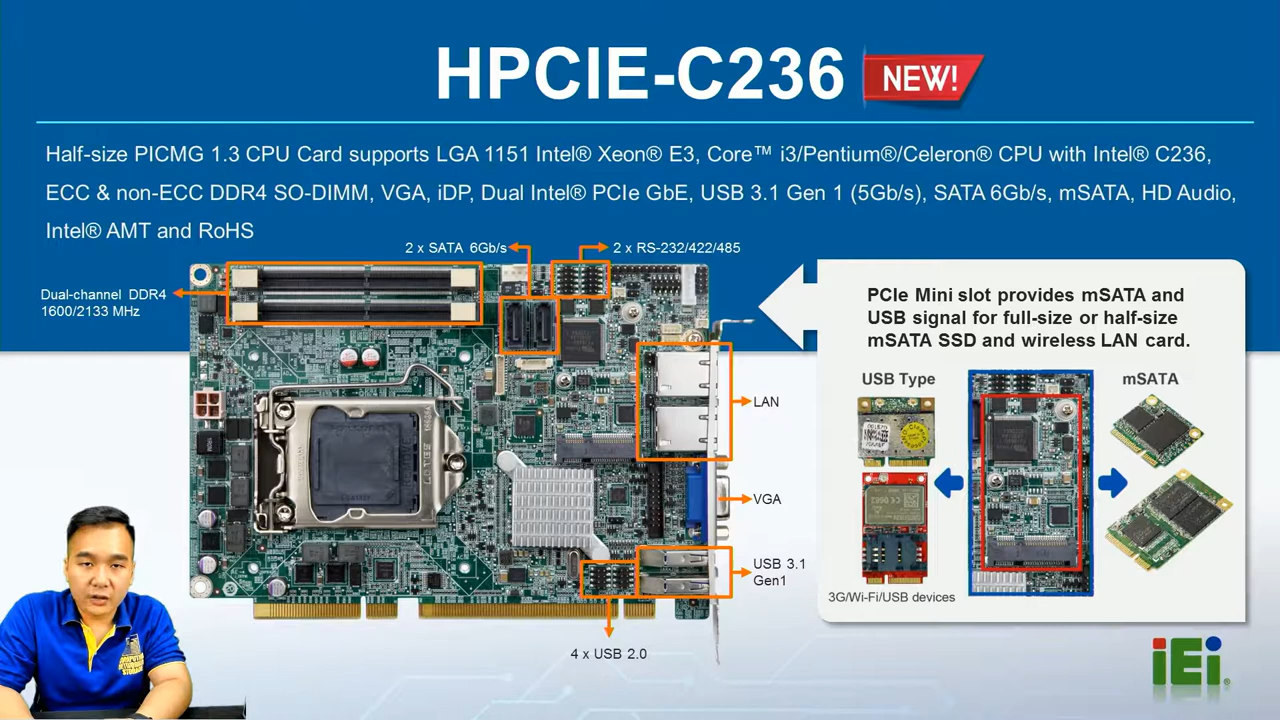 HPCIE-C236
NEW!
Half-size PICMG 1.3 CPU Card supports LGA 1151 Intel® Xeon® E3, Core™ i3/Pentium®/Celeron® CPU with Intel® C236,
ECC & non-ECC DDR4 SO-DIMM, VGA, iDP, Dual Intel® PCIe GbE, USB 3.1 Gen 1 (5Gb/s), SATA 6Gb/s, mSATA, HD Audio,
Intel® AMT and RoHS
2 x SATA 6Gb/s
2 x RS-232/422/485
Dual-channel DDR4
1600/2133 MHz
LAN
VGA
USB 3.1
Gen1
4 x USB 2.0
PCIe Mini slot provides mSATA and
USB signal for full-size or half-size
mSATA SSD and wireless LAN card.
USB Type
mSATA
3G/Wi-Fi/USB devices
iEi®